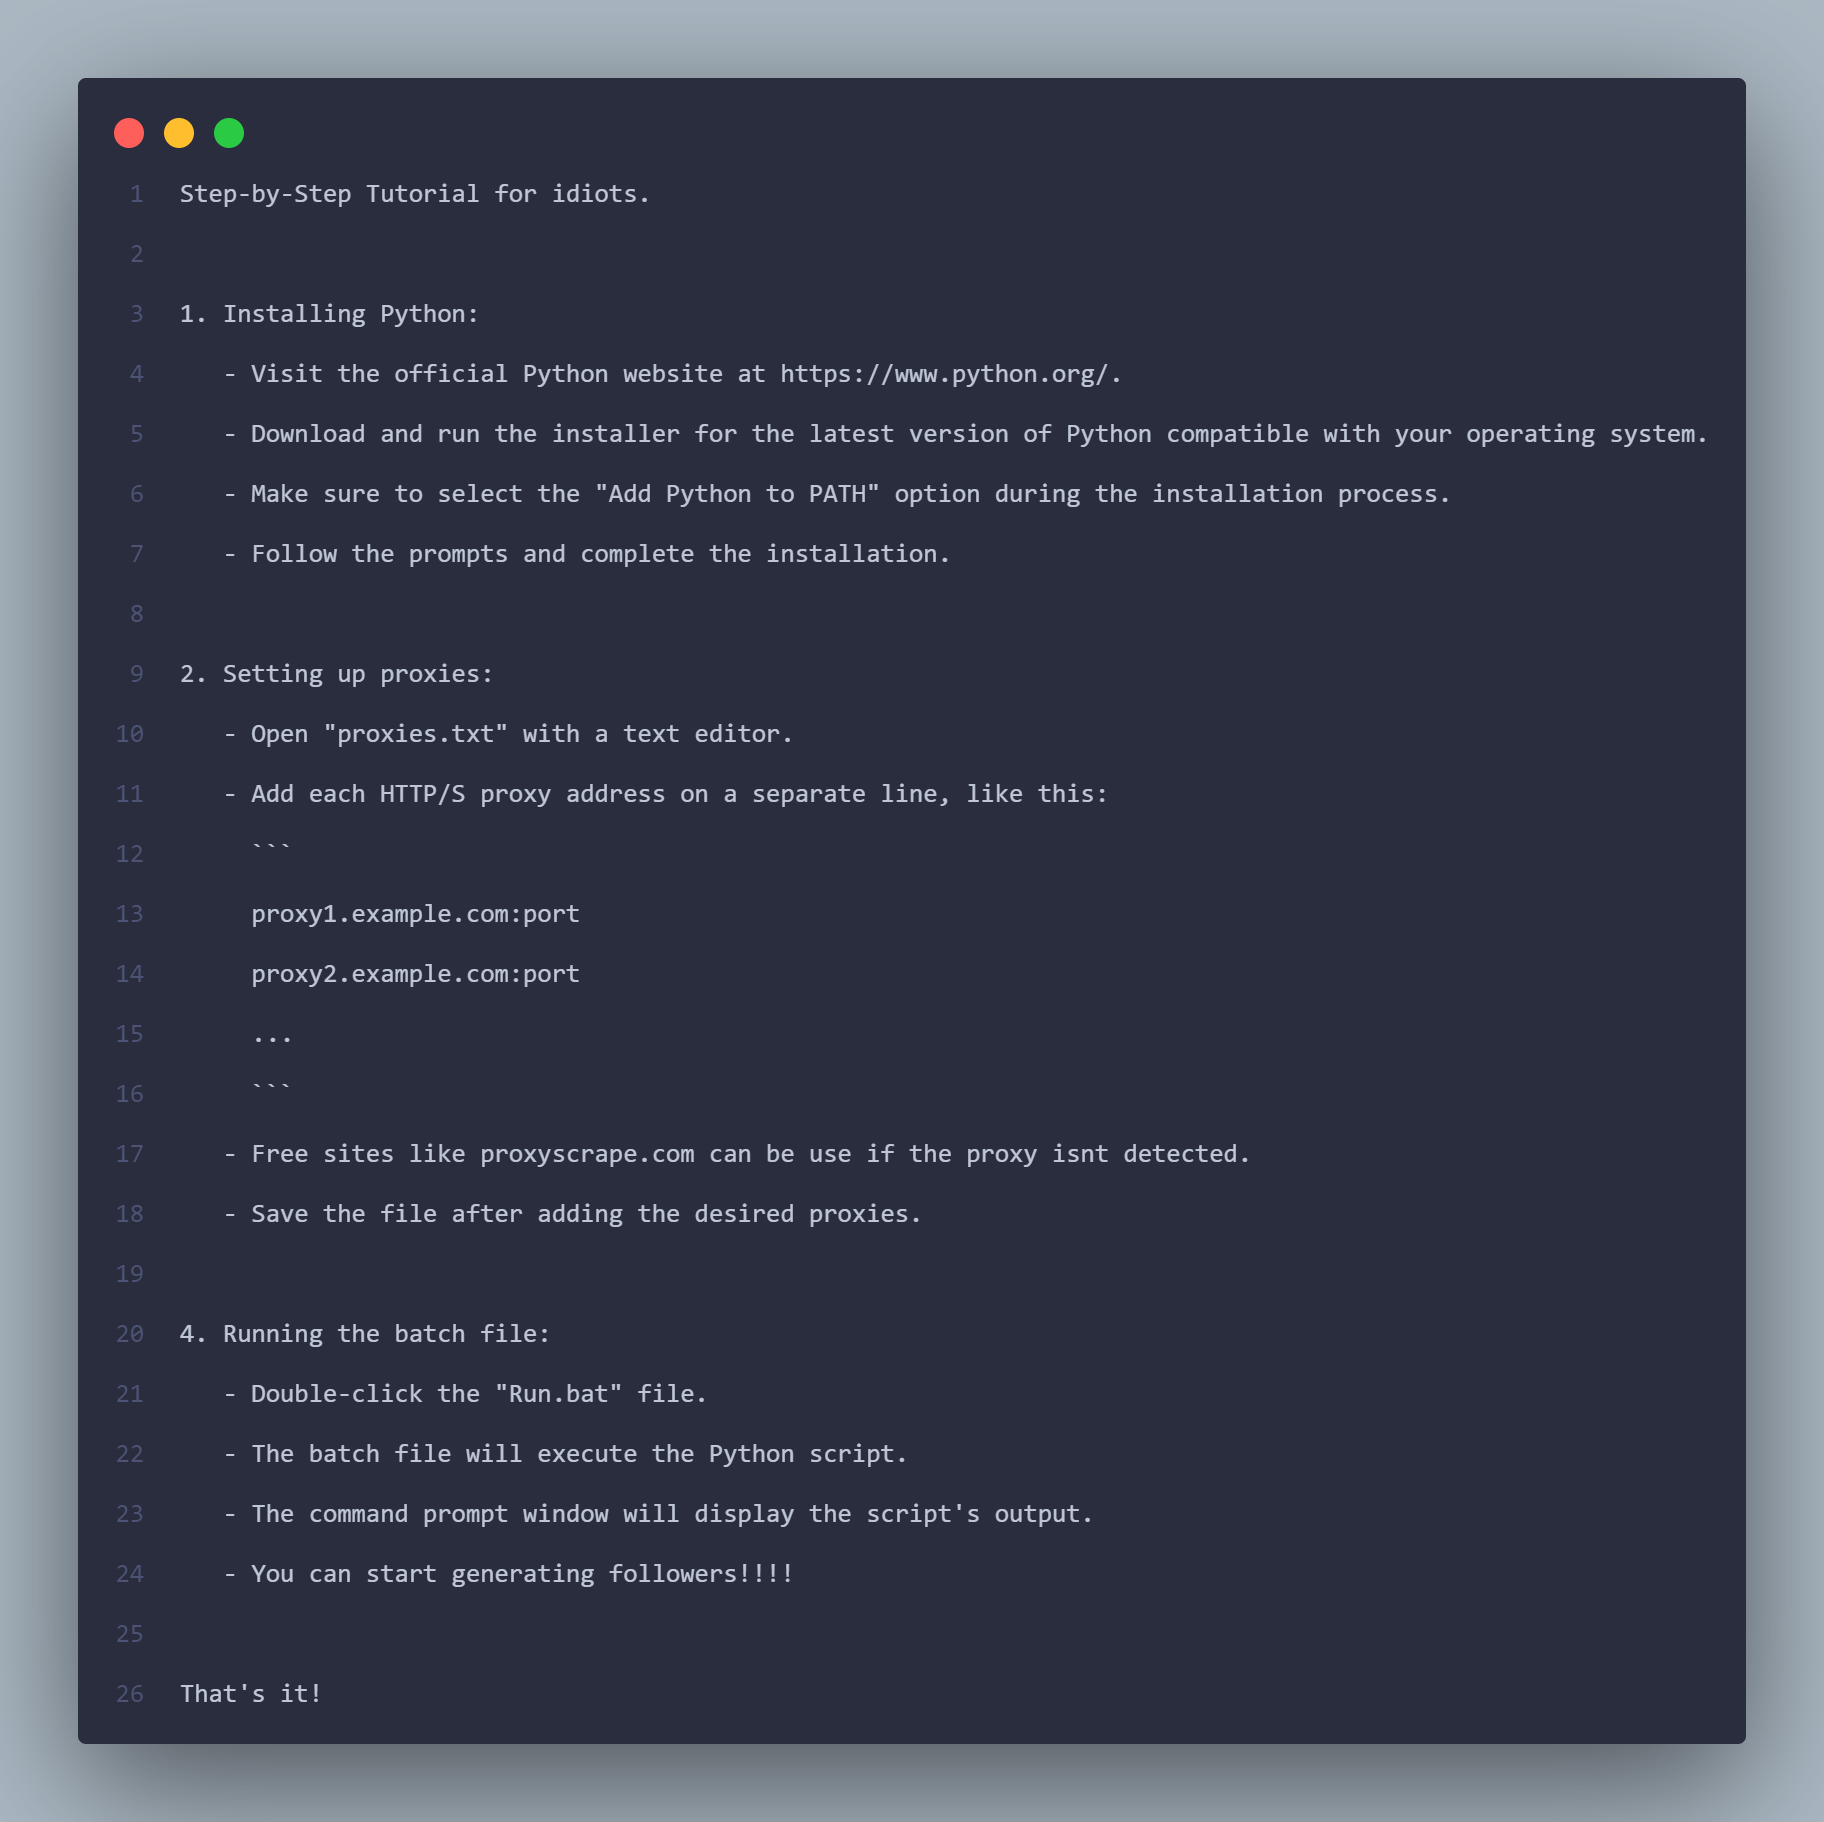 1 Step-by-Step Tutorial for idiots.
2
3 1. Installing Python:
4    - Visit the official Python website at https://www.python.org/.
5    - Download and run the installer for the latest version of Python compatible with your operating system.
6    - Make sure to select the "Add Python to PATH" option during the installation process.
7    - Follow the prompts and complete the installation.
8
9 2. Setting up proxies:
10    - Open "proxies.txt" with a text editor.
11    - Add each HTTP/S proxy address on a separate line, like this:
12      ```
13      proxy1.example.com:port
14      proxy2.example.com:port
15      ...
16      ```
17    - Free sites like proxyscrape.com can be use if the proxy isnt detected.
18    - Save the file after adding the desired proxies.
19
20 4. Running the batch file:
21    - Double-click the "Run.bat" file.
22    - The batch file will execute the Python script.
23    - The command prompt window will display the script's output.
24    - You can start generating followers!!!!
25
26 That's it!